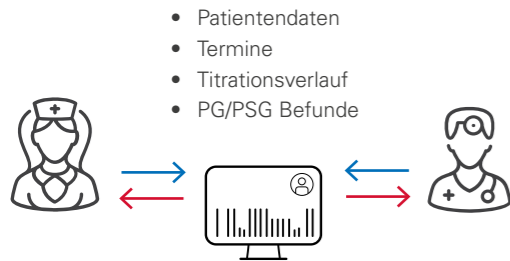 • Patientendaten
• Termine
• Titrationsverlauf
• PG/PSG Befunde